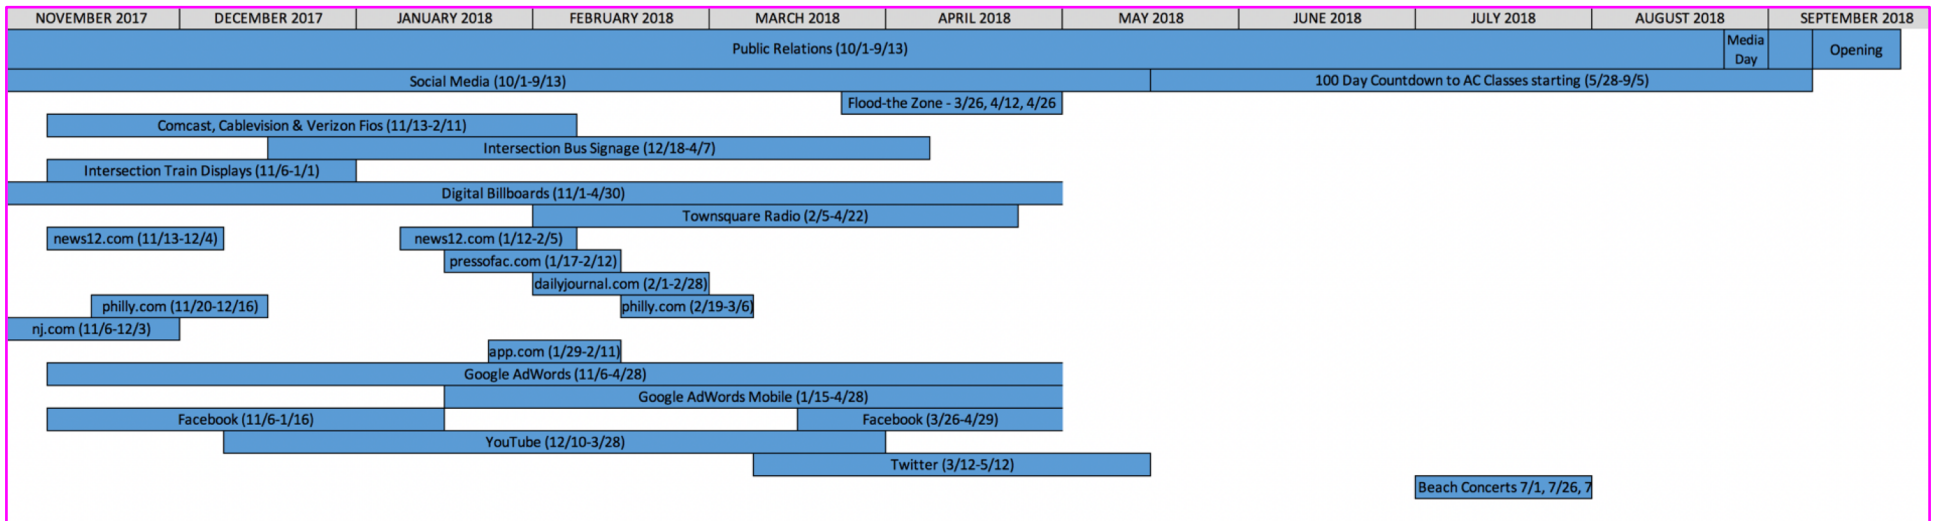 NOVEMBER 2017 DECEMBER 2017 JANUARY 2018 FEBRUARY 2018 MARCH 2018 APRIL 2018 MAY 2018 JUNE 2018 JULY 2018 AUGUST 2018 SEPTEMBER 2018
Public Relations (10/1-9/13)
Media
Day
Opening
Social Media (10/1-9/13) 100 Day Countdown to AC Classes starting (5/28-9/5)
Flood-the Zone - 3/26, 4/12, 4/26
Comcast, Cablevision & Verizon Fios (11/13-2/11)
Intersection Bus Signage (12/18-4/7)
Intersection Train Displays (11/6-1/1)
Digital Billboards (11/1-4/30)
Townsquare Radio (2/5-4/22)
news12.com (11/13-12/4) news12.com (1/12-2/5)
pressofac.com (1/17-2/12)
dailyjournal.com (2/1-2/28)
philly.com (11/20-12/16) philly.com (2/19-3/6)
nj.com (11/6-12/3)
app.com (1/29-2/11)
Google AdWords (11/6-4/28)
Google AdWords Mobile (1/15-4/28)
Facebook (11/6-1/16) Facebook (3/26-4/29)
YouTube (12/10-3/28)
Twitter (3/12-5/12)
Beach Concerts 7/1, 7/26, 7